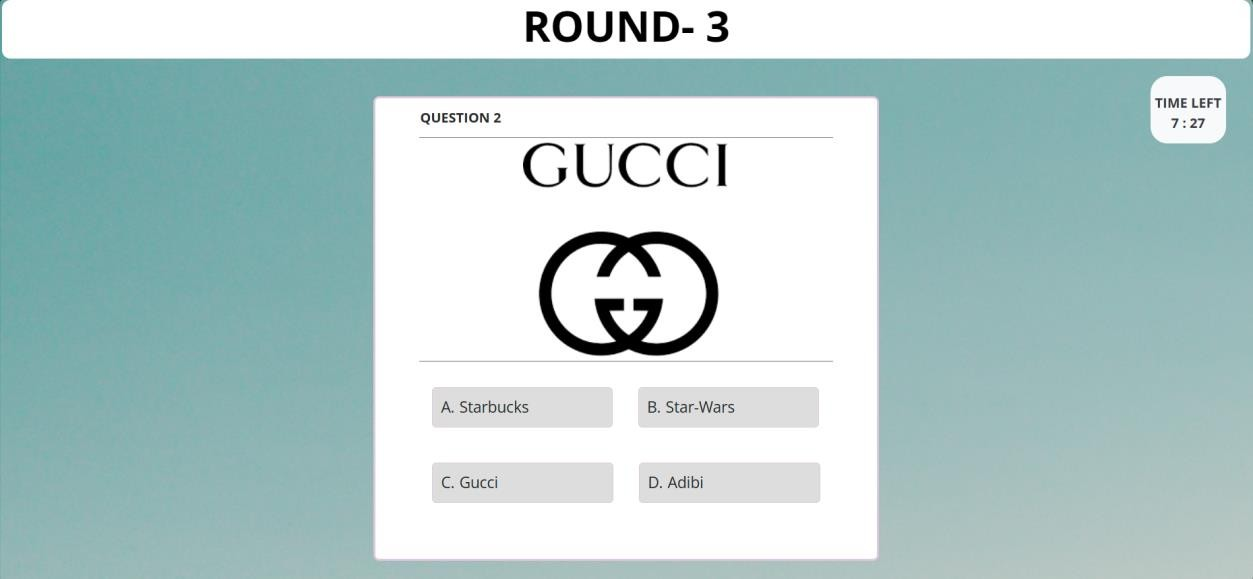 ROUND- 3
TIME LEFT
7 : 27
QUESTION 2
GUCCI
A. Starbucks
B. Star-Wars
C. Gucci
D. Adibi